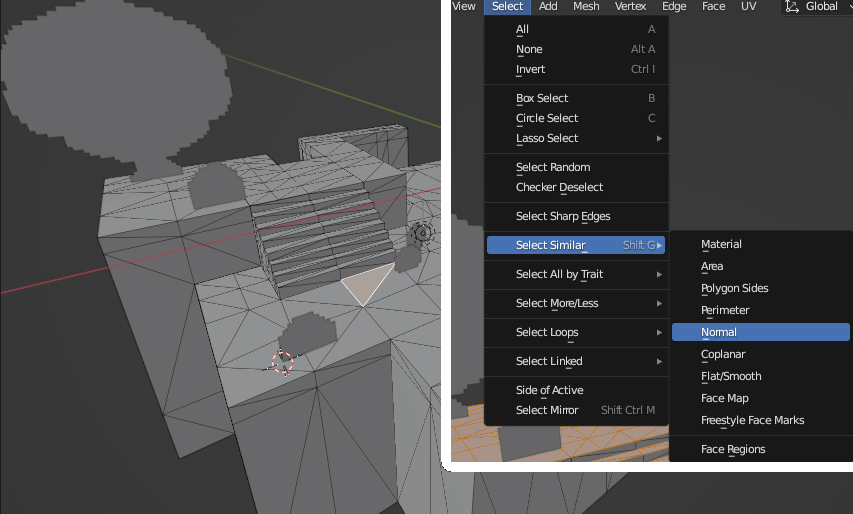 View Select Add Mesh Vertex Edge Face UV Global
All A
None Alt A
Invert Ctrl I
Box Select B
Circle Select C
Lasso Select
Select Random
Checker Deselect
Select Sharp Edges
Select Similar Shift G
Select All by Trait
Select More/Less
Select Loops
Select Linked
Side of Active
Select Mirror Shift Ctrl M
Material
Area
Polygon Sides
Perimeter
Normal
Coplanar
Flat/Smooth
Face Map
Freestyle Face Marks
Face Regions